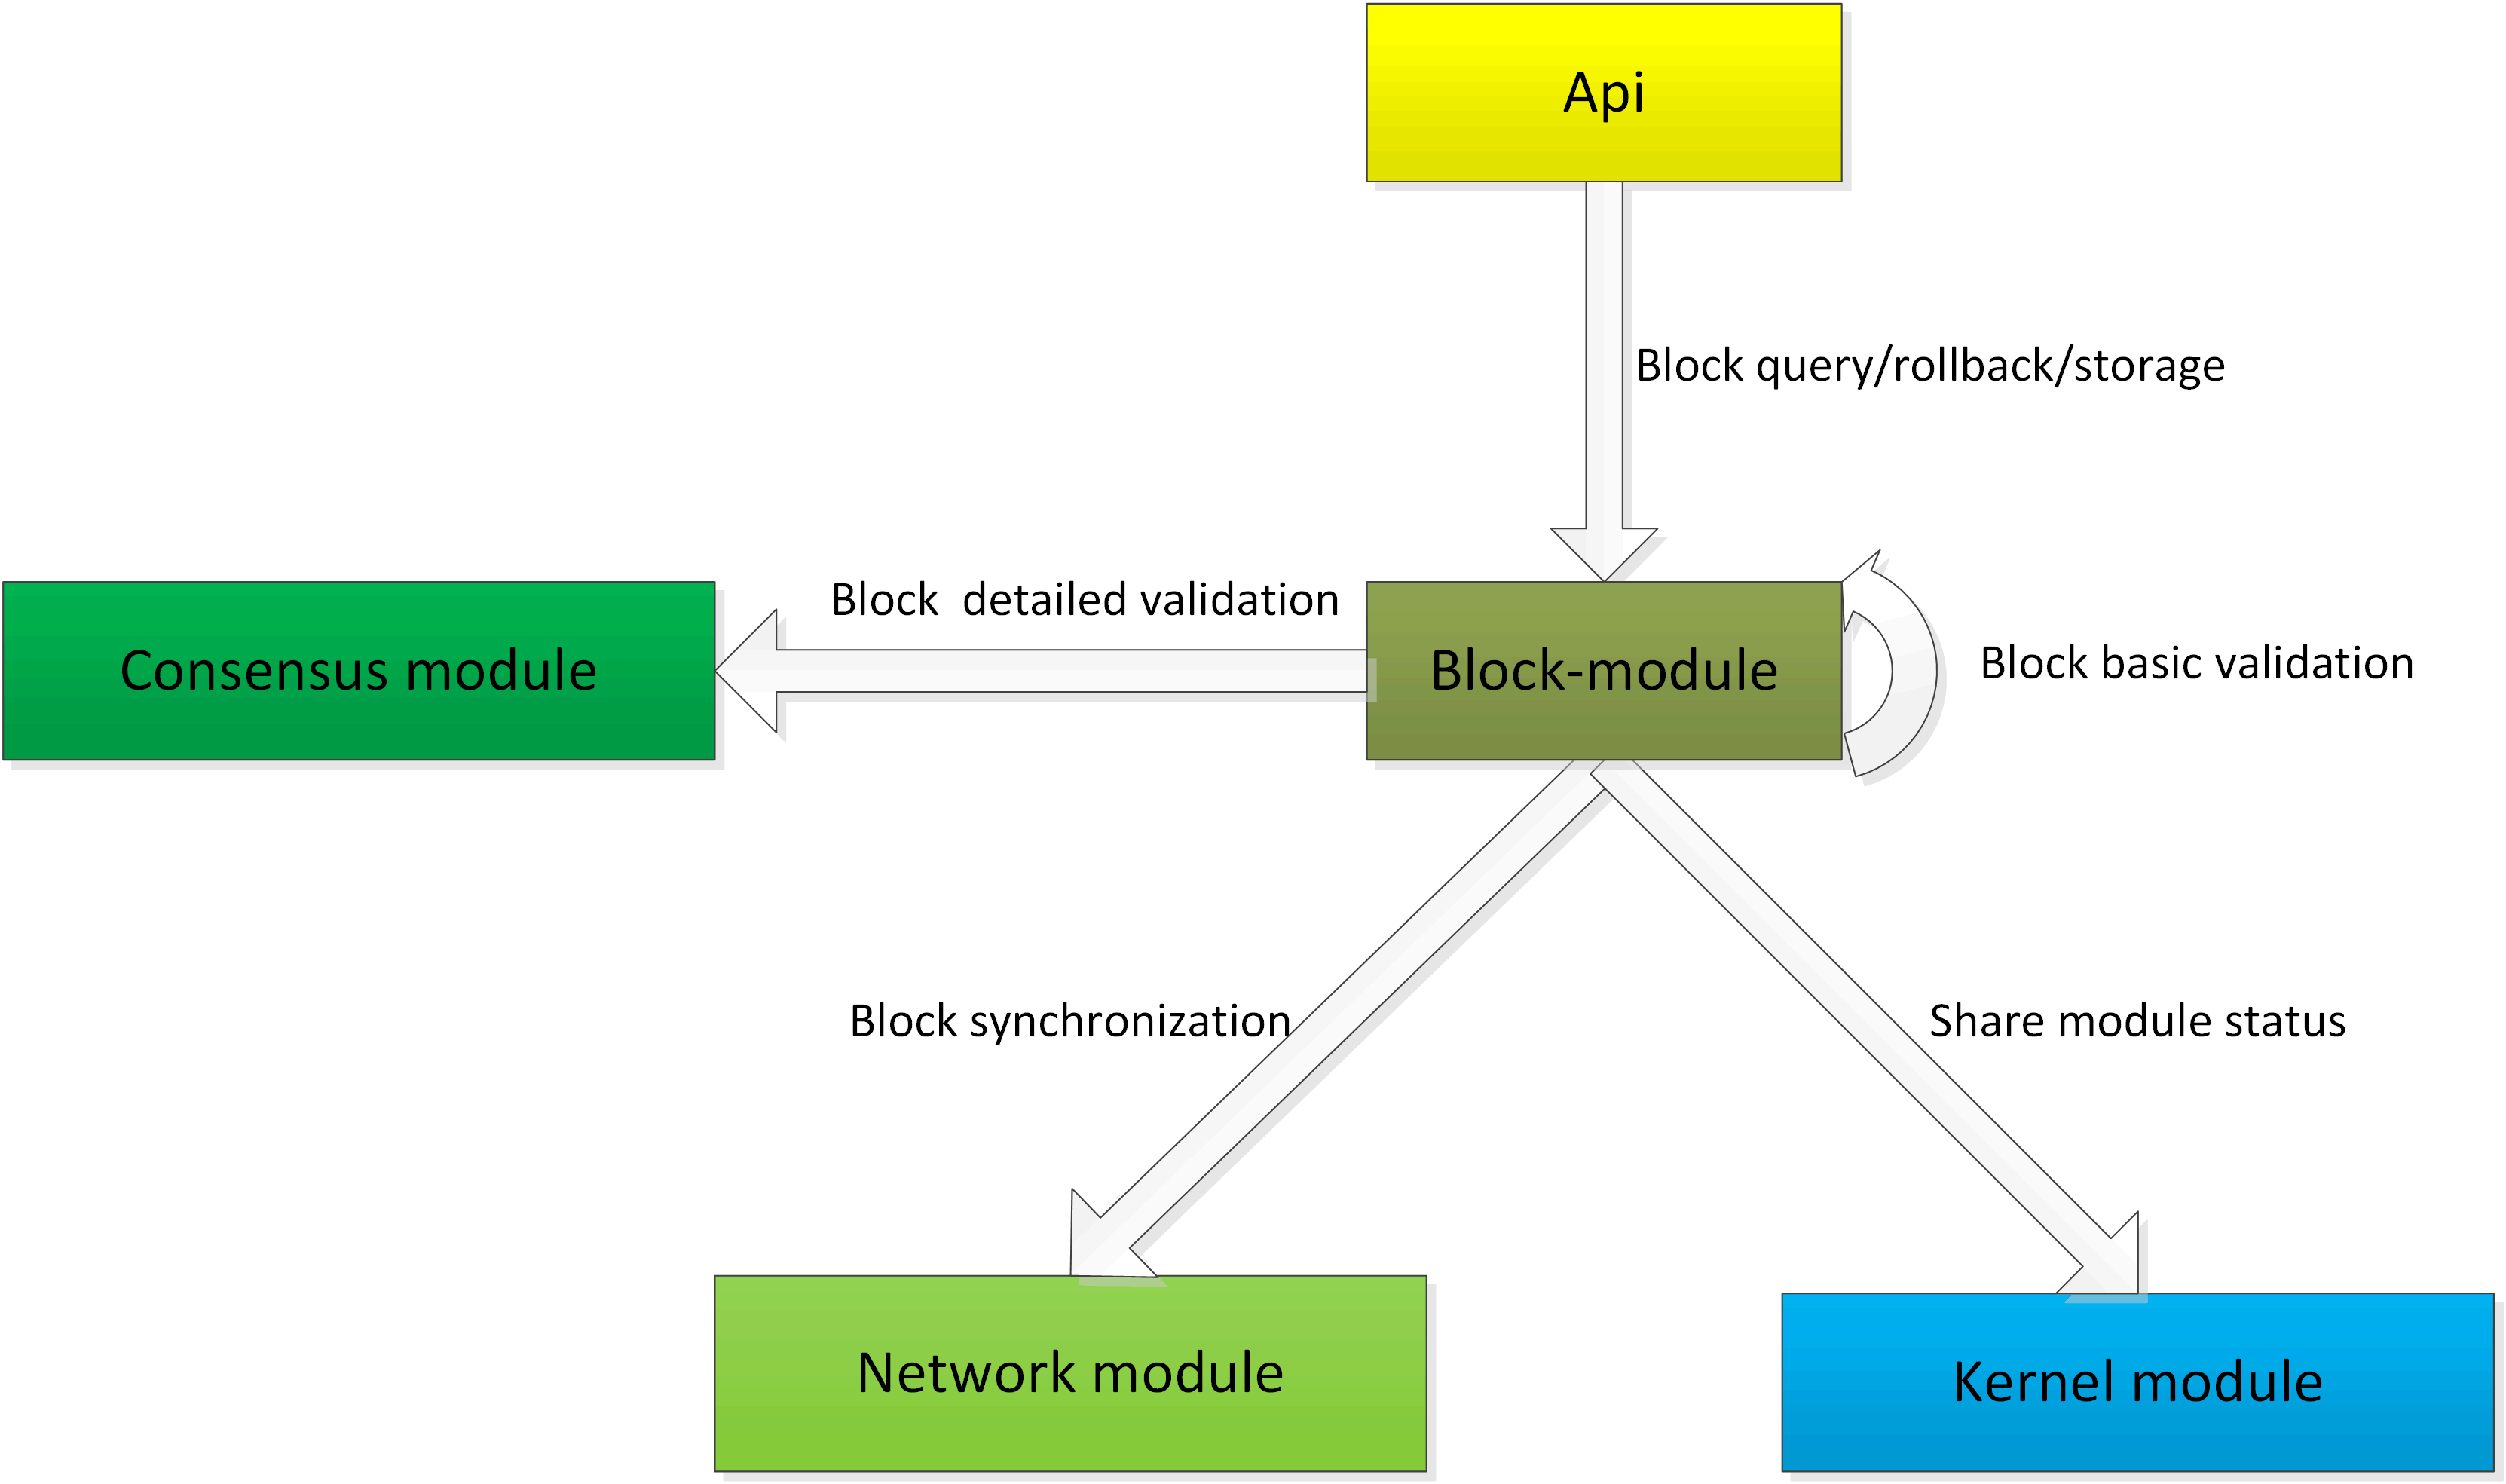 Api
Block query/rollback/storage
Block  detailed validation
Consensus module
Block-module
Block basic validation
Block synchronization
Share module status
Network module
Kernel module